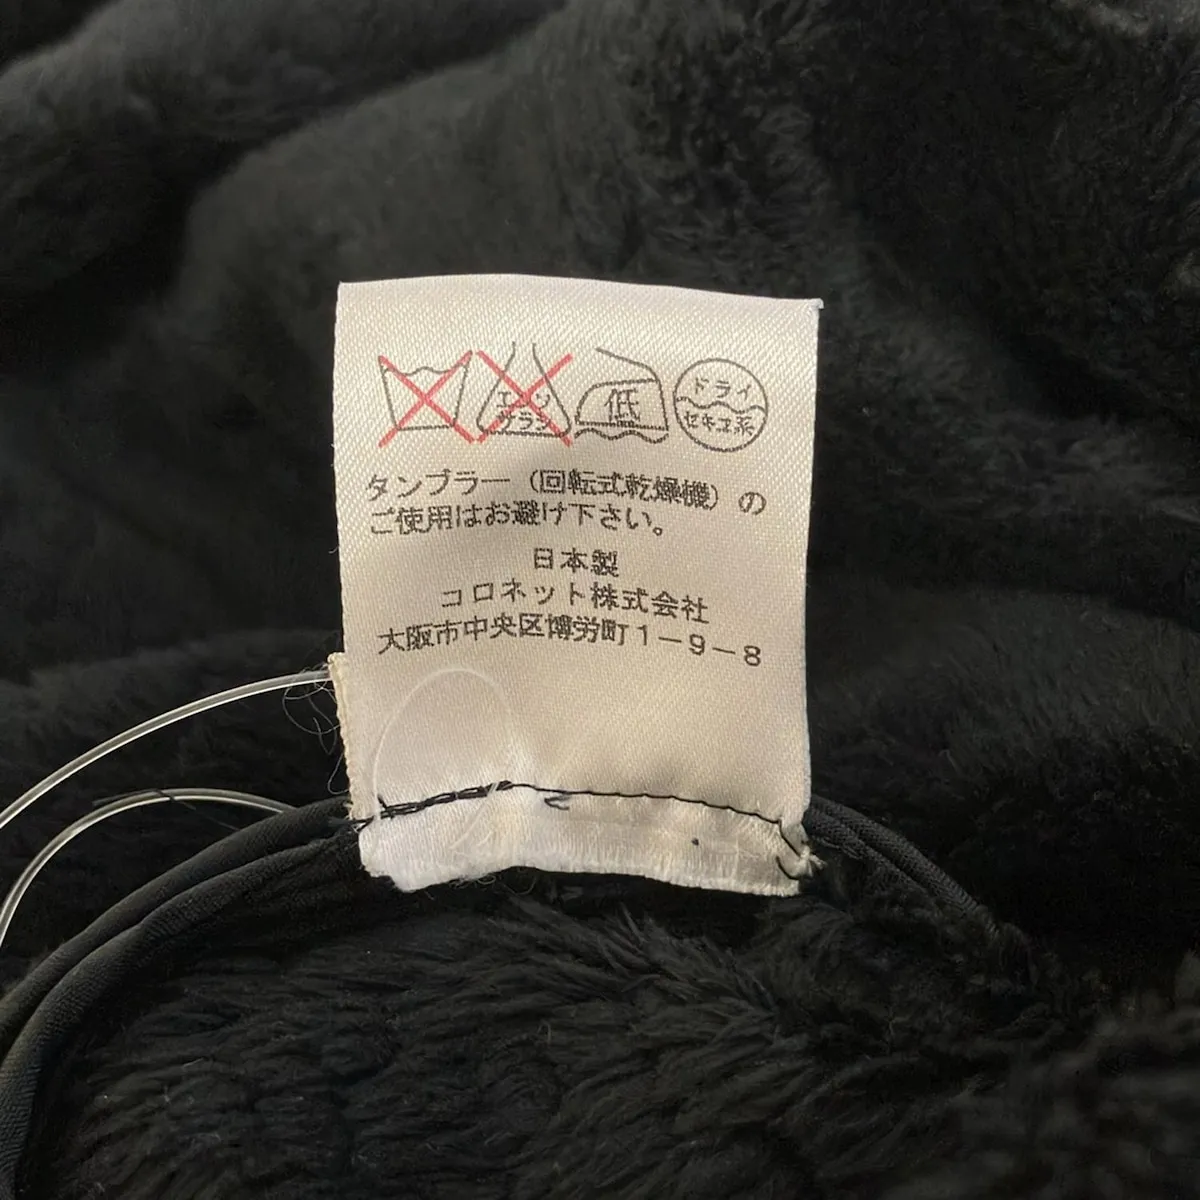 エンソ
サラシ
低
ドライ
セキユ系
タンブラー（回転式乾燥機）の
ご使用はお避け下さい。
日本製
コロネット株式会社
大阪市中央区博労町1－9－8